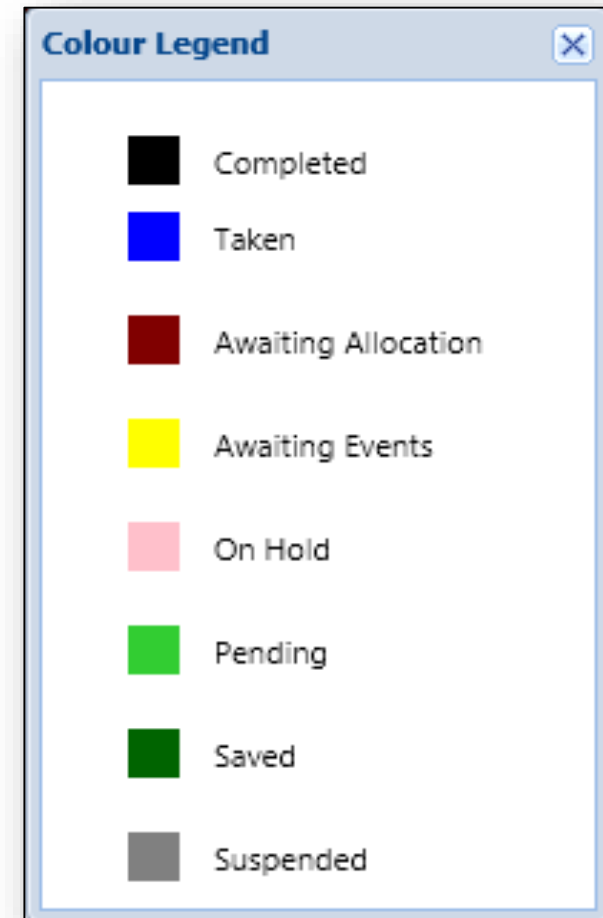 Colour Legend
Completed
Taken
Awaiting Allocation
Awaiting Events
On Hold
Pending
Saved
Suspended